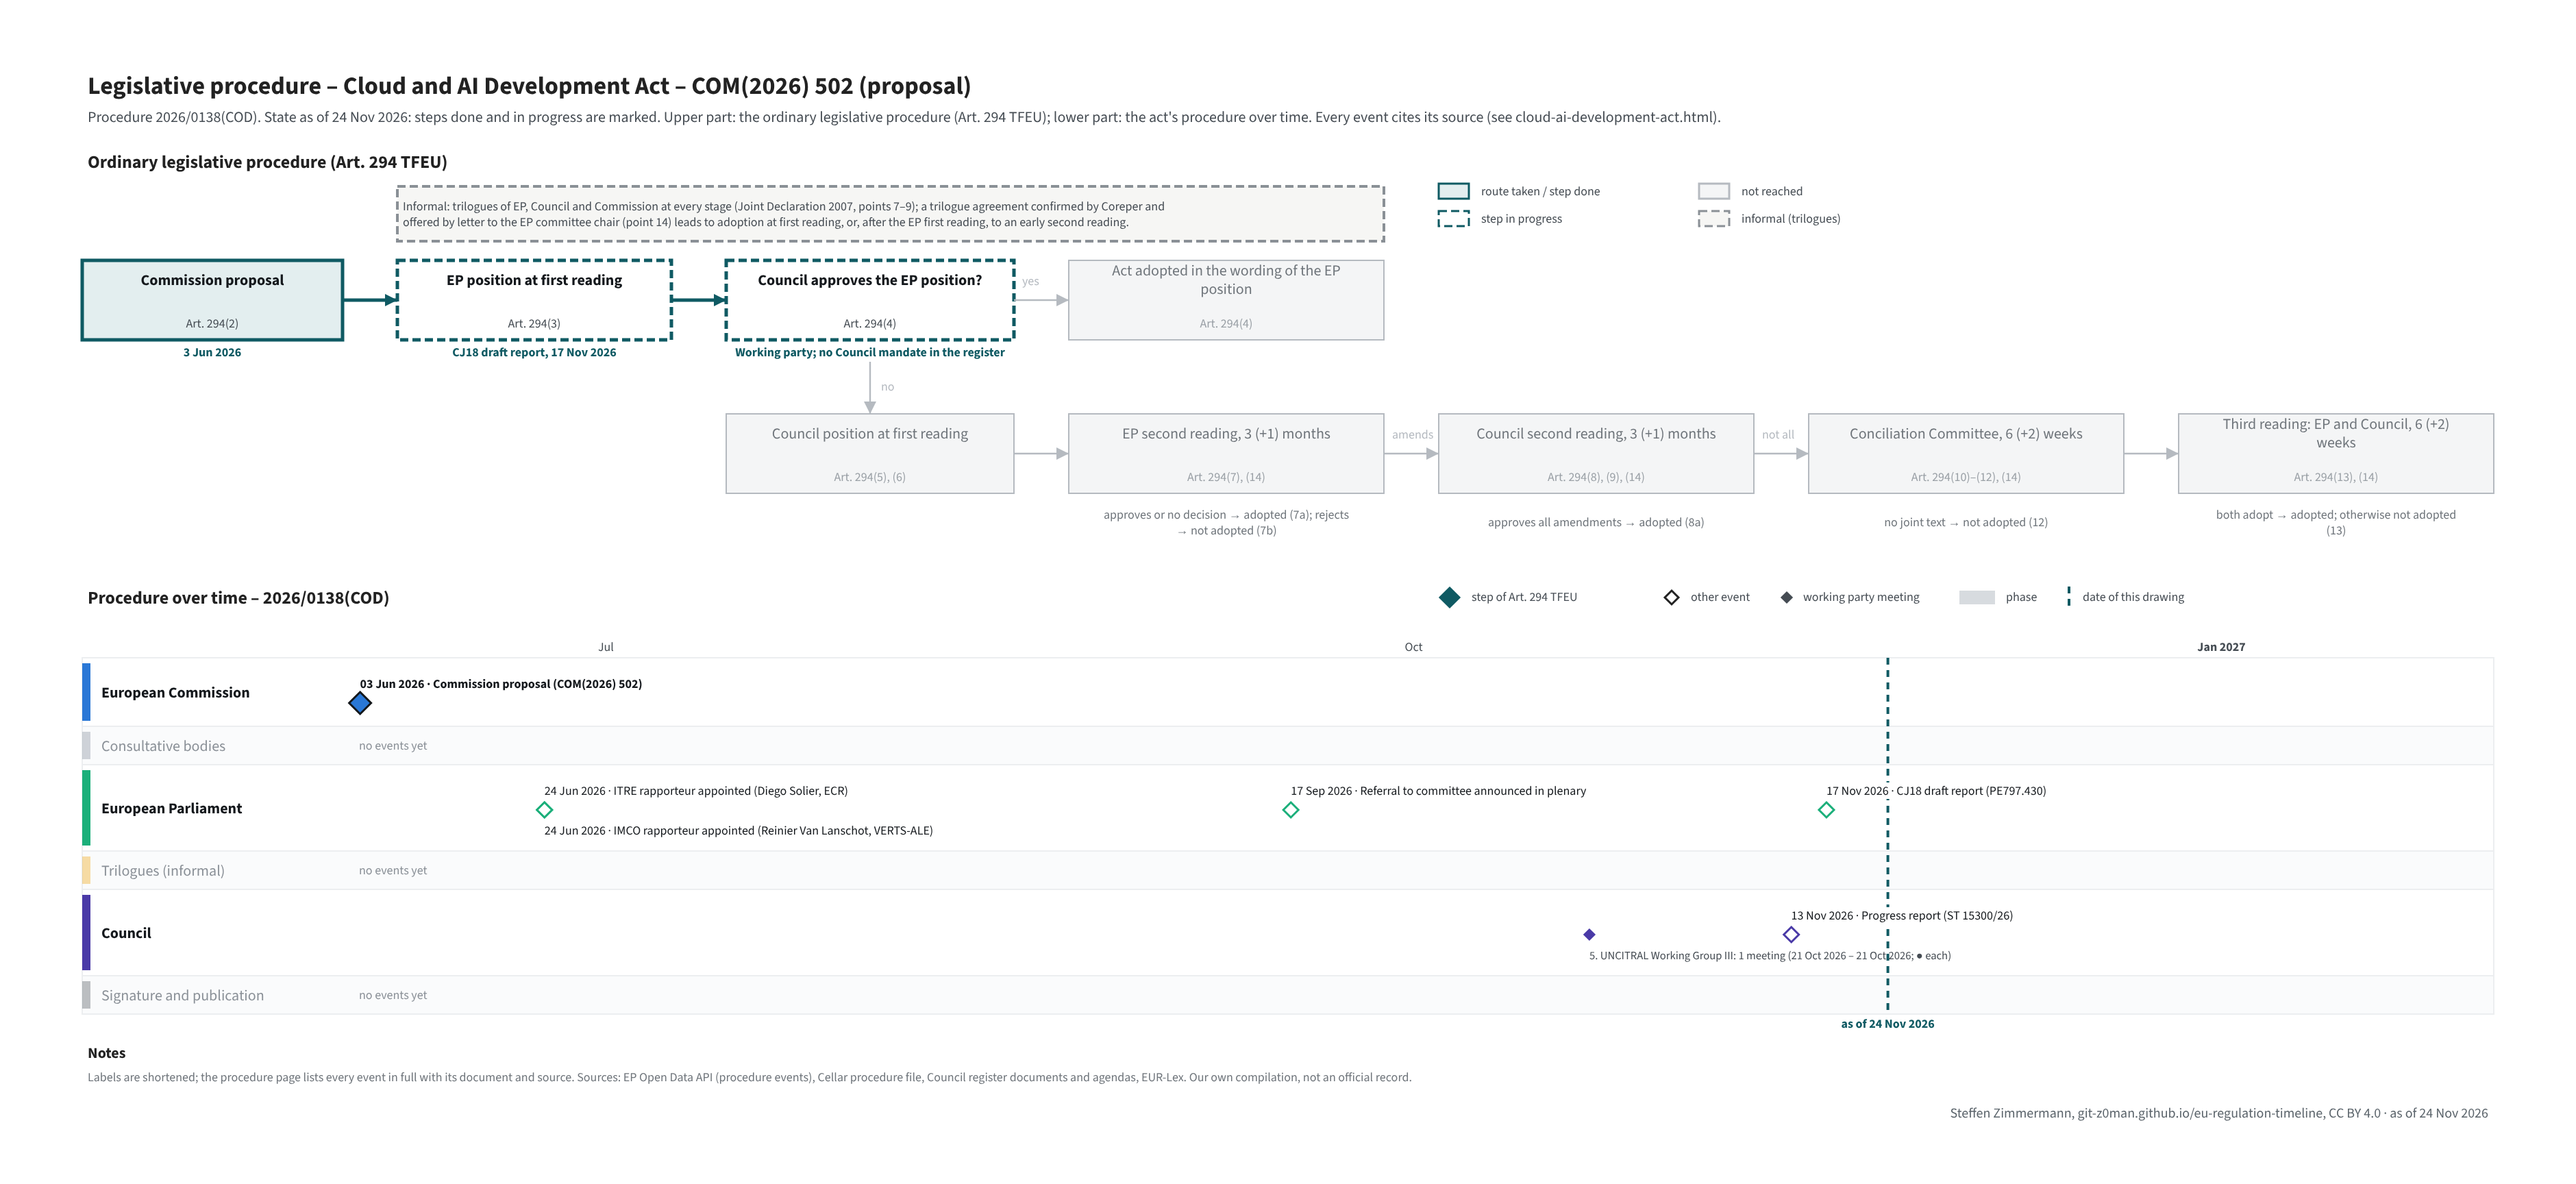 Legislative procedure – Cloud and AI Development Act – COM(2026) 502 (proposal)
Procedure 2026/0138(COD). State as of 24 Nov 2026: steps done and in progress are marked. Upper part: the ordinary legislative procedure (Art. 294 TFEU); lower part: the act's procedure over time. Every event cites its source (see cloud-ai-development-act.html).
Ordinary legislative procedure (Art. 294 TFEU)
Informal: trilogues of EP, Council and Commission at every stage (Joint Declaration 2007, points 7–9); a trilogue agreement confirmed by Coreper and
offered by letter to the EP committee chair (point 14) leads to adoption at first reading, or, after the EP first reading, to an early second reading.
route taken / step done
not reached
step in progress
informal (trilogues)
Commission proposal
Art. 294(2)
3 Jun 2026
EP position at first reading
Art. 294(3)
CJ18 draft report, 17 Nov 2026
Council approves the EP position?
Art. 294(4)
Working party; no Council mandate in the register
yes
Act adopted in the wording of the EP
position
Art. 294(4)
no
Council position at first reading
Art. 294(5), (6)
EP second reading, 3 (+1) months
Art. 294(7), (14)
approves or no decision → adopted (7a); rejects
→ not adopted (7b)
amends
Council second reading, 3 (+1) months
Art. 294(8), (9), (14)
approves all amendments → adopted (8a)
not all
Conciliation Committee, 6 (+2) weeks
Art. 294(10)–(12), (14)
no joint text → not adopted (12)
Third reading: EP and Council, 6 (+2)
weeks
Art. 294(13), (14)
both adopt → adopted; otherwise not adopted
(13)
Procedure over time – 2026/0138(COD)
step of Art. 294 TFEU
other event
working party meeting
phase
date of this drawing
Jul
Oct
Jan 2027
European Commission
03 Jun 2026 · Commission proposal (COM(2026) 502)
Consultative bodies
no events yet
European Parliament
24 Jun 2026 · ITRE rapporteur appointed (Diego Solier, ECR)
24 Jun 2026 · IMCO rapporteur appointed (Reinier Van Lanschot, VERTS-ALE)
17 Sep 2026 · Referral to committee announced in plenary
17 Nov 2026 · CJ18 draft report (PE797.430)
Trilogues (informal)
no events yet
Council
13 Nov 2026 · Progress report (ST 15300/26)
5. UNCITRAL Working Group III: 1 meeting (21 Oct 2026 – 21 Oct 2026; ● each)
Signature and publication
no events yet
as of 24 Nov 2026
Notes
Labels are shortened; the procedure page lists every event in full with its document and source. Sources: EP Open Data API (procedure events), Cellar procedure file, Council register documents and agendas, EUR-Lex. Our own compilation, not an official record.
Steffen Zimmermann, git-z0man.github.io/eu-regulation-timeline, CC BY 4.0 · as of 24 Nov 2026